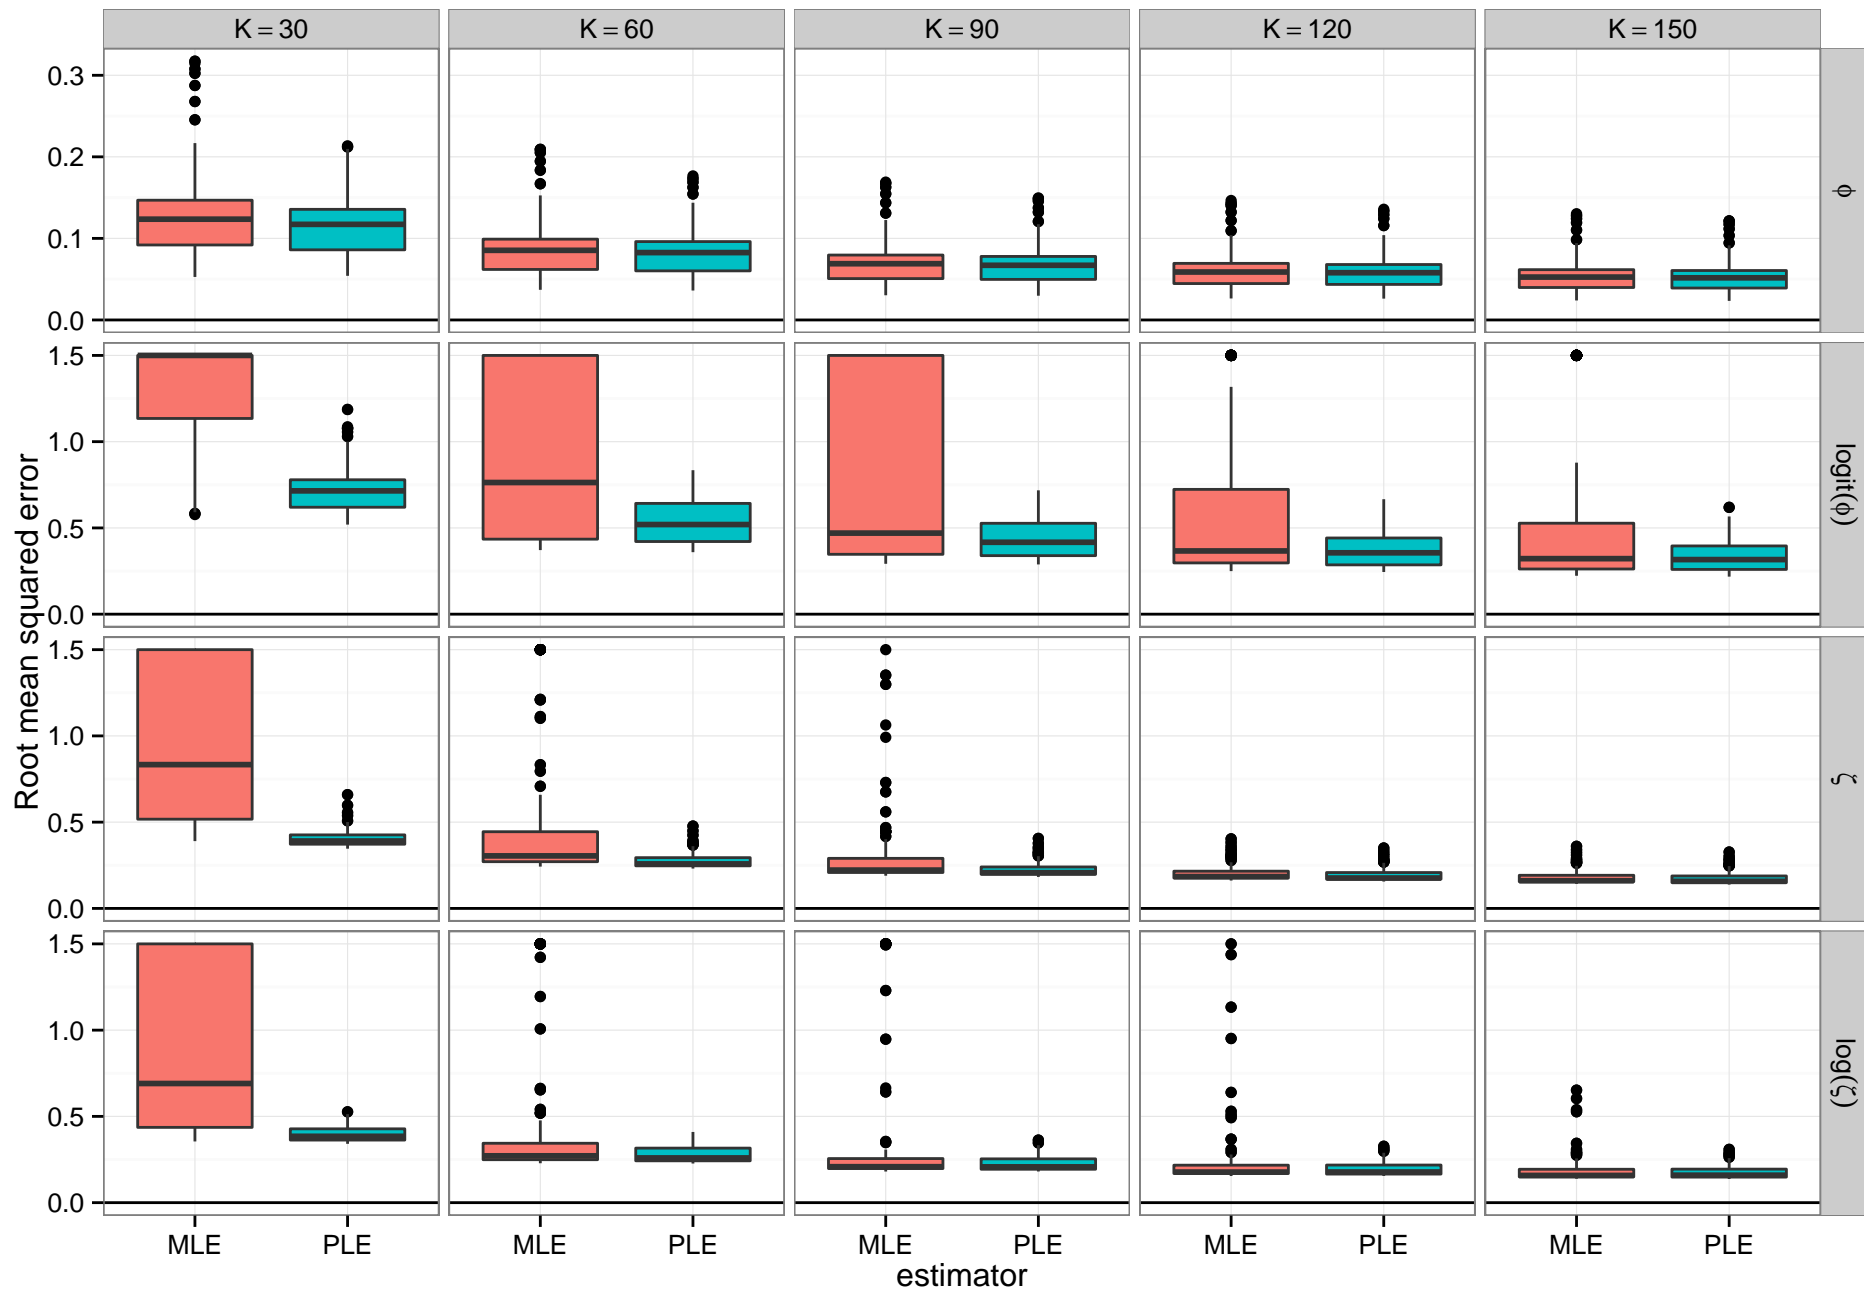 K = 30
K = 60
K = 90
K = 120
K = 150
Root mean squared error
0.3
0.2
0.1
0.0
ϕ
1.5
1.0
0.5
0.0
logit(ϕ)
1.5
1.0
0.5
0.0
ζ
1.5
1.0
0.5
0.0
log(ζ)
MLE
PLE
MLE
PLE
MLE
PLE
MLE
PLE
MLE
PLE
estimator